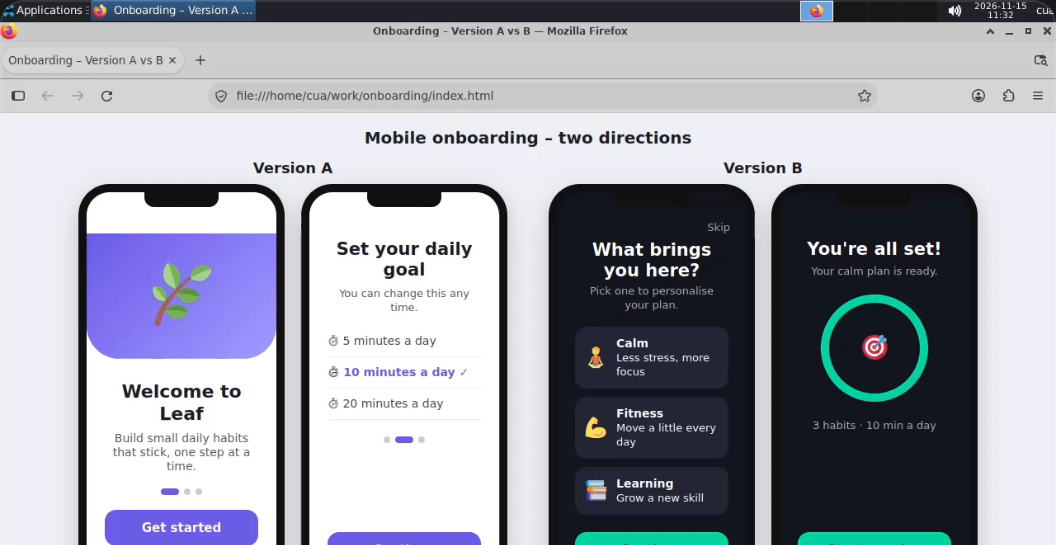 Applications
Onboarding – Version A ...
2026-11-15
11:32
cua
Onboarding – Version A vs B — Mozilla Firefox
Onboarding – Version A vs B
file:///home/cua/work/onboarding/index.html
Mobile onboarding – two directions
Version A
Version B
Welcome to
Leaf
Build small daily habits
that stick, one step at a
time.
Get started
Set your daily
goal
You can change this any
time.
5 minutes a day
10 minutes a day ✓
20 minutes a day
Skip
What brings
you here?
Pick one to personalise
your plan.
Calm
Less stress, more
focus
Fitness
Move a little every
day
Learning
Grow a new skill
You're all set!
Your calm plan is ready.
3 habits · 10 min a day